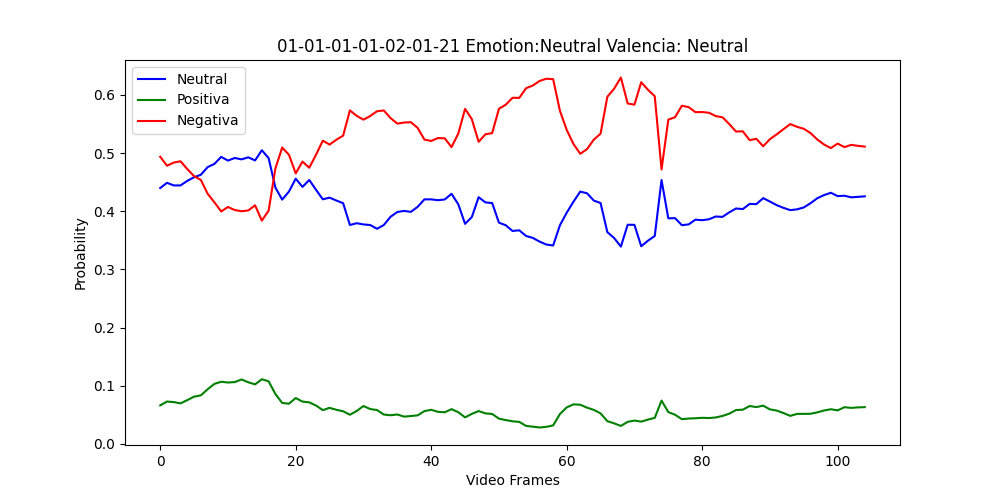 01-01-01-01-02-01-21 Emotion:Neutral Valencia: Neutral
Neutral
Positiva
Negativa
Probability
0.6
0.5
0.4
0.3
0.2
0.1
0.0
0 20 40 60 80 100
Video Frames